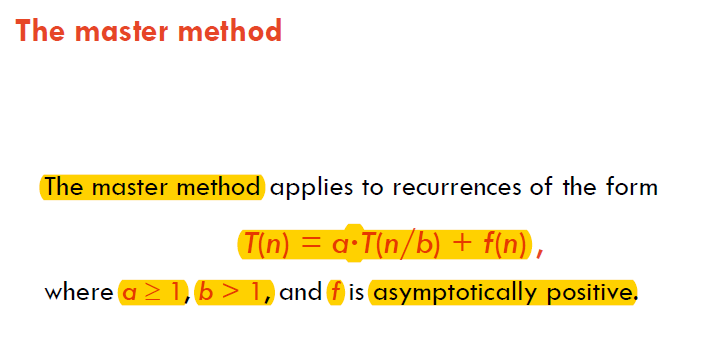 The master method
The master method applies to recurrences of the form
T(n) = a·T(n/b) + f(n) ,
where a ≥ 1, b > 1, and f is asymptotically positive.